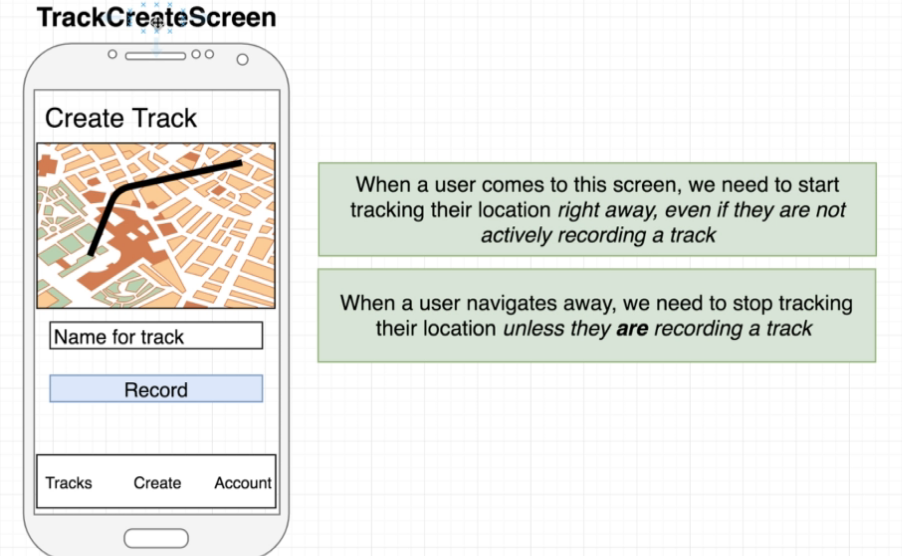 TrackCreateScreen
Create Track
Name for track
Record
Tracks Create Account
When a user comes to this screen, we need to start
tracking their location right away, even if they are not
actively recording a track
When a user navigates away, we need to stop tracking
their location unless they are recording a track